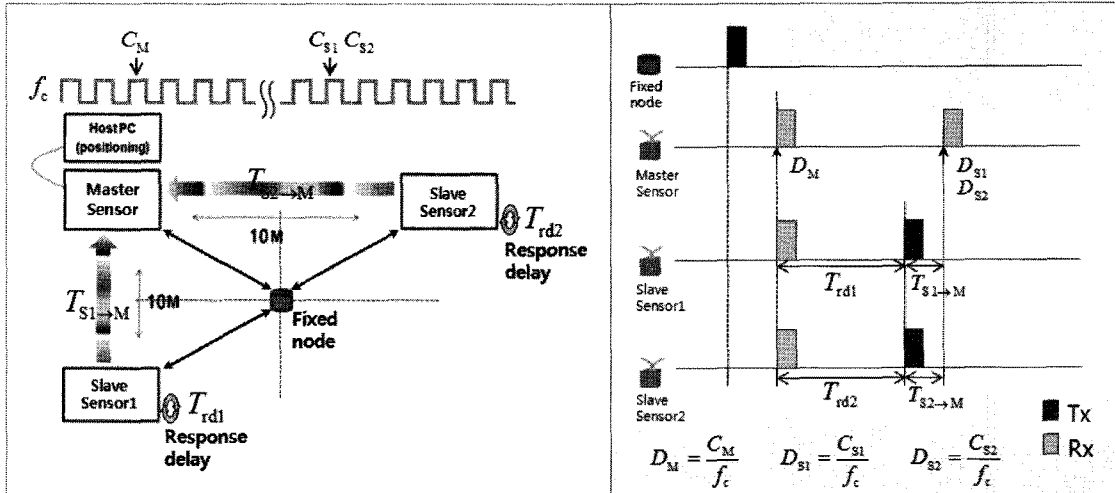 C_M
C_S1 C_S2
f_c
Host PC
(positioning)
Master
Sensor
T_S2→M
Slave
Sensor2
T_rd2
Response
delay
10M
T_S1→M
10M
Fixed
node
Slave
Sensor1
T_rd1
Response
delay
Fixed
node
Master
Sensor
D_M
D_S1
D_S2
Slave
Sensor1
T_rd1
T_S1→M
Slave
Sensor2
T_rd2
T_S2→M
Tx
Rx
D_M = C_M / f_c
D_S1 = C_S1 / f_c
D_S2 = C_S2 / f_c